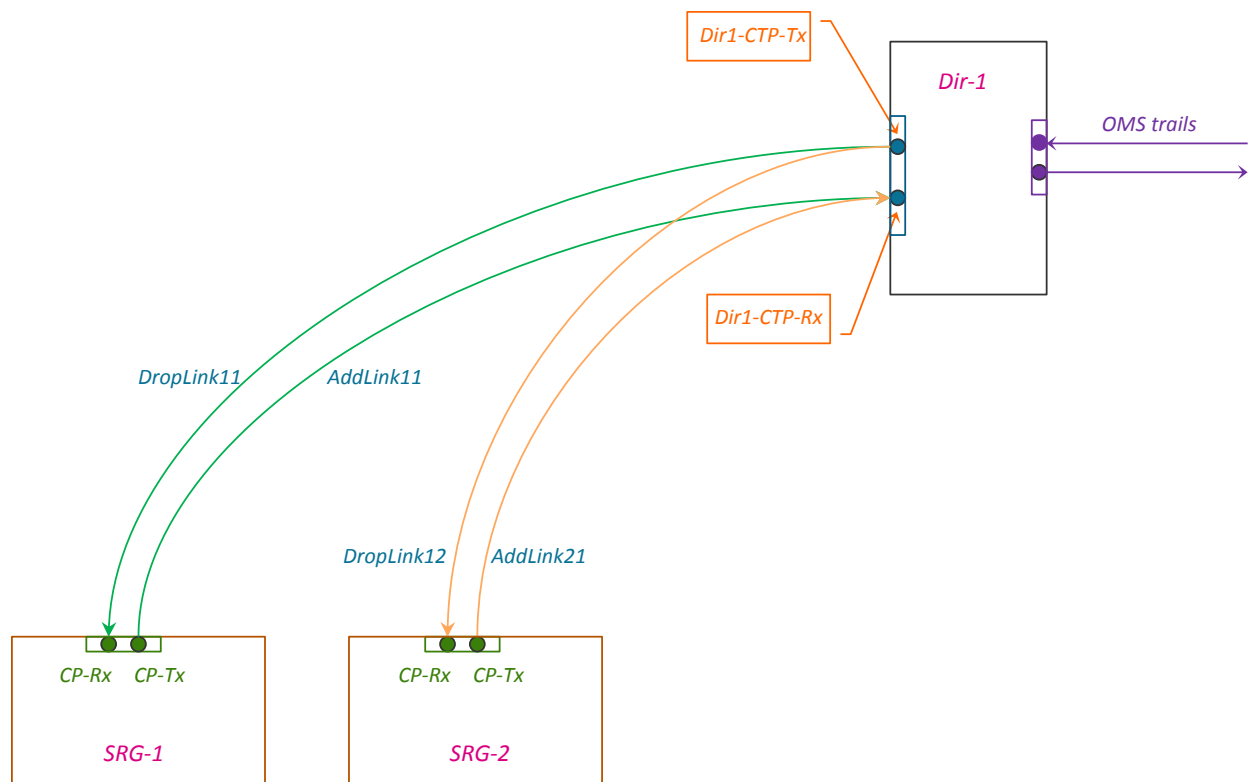 Dir1-CTP-Tx
Dir-1
OMS trails
Dir1-CTP-Rx
DropLink11
AddLink11
DropLink12
AddLink21
CP-Rx
CP-Tx
CP-Rx
CP-Tx
SRG-1
SRG-2